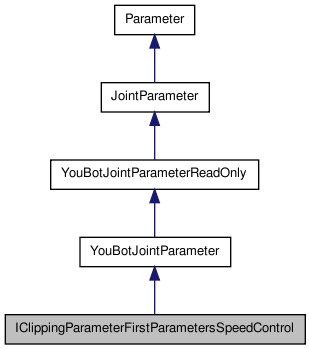 Parameter
JointParameter
YouBotJointParameterReadOnly
YouBotJointParameter
IClippingParameterFirstParametersSpeedControl